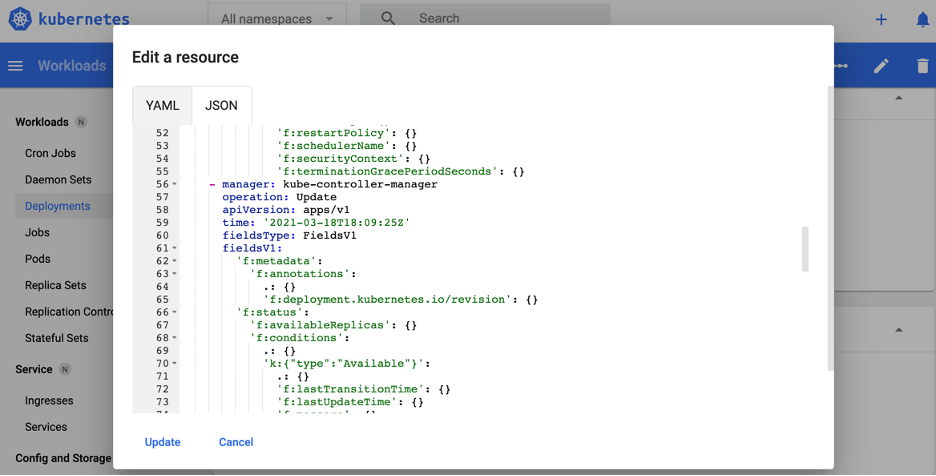 kubernetes
All namespaces
Search
Workloads
Workloads N
Cron Jobs
Daemon Sets
Deployments
Jobs
Pods
Replica Sets
Replication Contro
Stateful Sets
Service N
Ingresses
Services
Config and Storage
Edit a resource
YAML JSON
52 'f:restartPolicy': {}
53 'f:schedulerName': {}
54 'f:securityContext': {}
55 'f:terminationGracePeriodSeconds': {}
56 - manager: kube-controller-manager
57 operation: Update
58 apiVersion: apps/v1
59 time: '2021-03-18T18:09:25Z'
60 fieldsType: FieldsV1
61 fieldsV1:
62 'f:metadata':
63 'f:annotations':
64 .: {}
65 'f:deployment.kubernetes.io/revision': {}
66 'f:status':
67 'f:availableReplicas': {}
68 'f:conditions':
69 .: {}
70 'k:{"type":"Available"}':
71 .: {}
72 'f:lastTransitionTime': {}
73 'f:lastUpdateTime': {}
Update Cancel